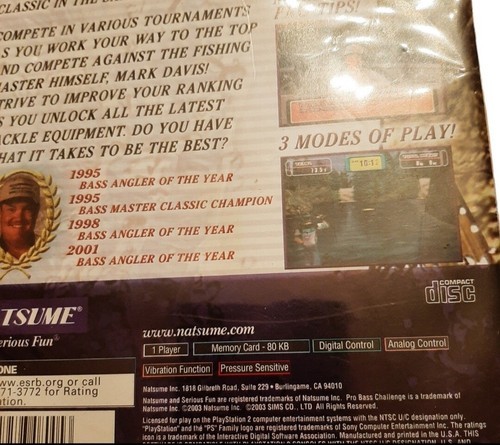 CLASSIC IN THE
COMPETE IN VARIOUS TOURNAMENTS
S YOU WORK YOUR WAY TO THE TOP
ND COMPETE AGAINST THE FISHING
MASTER HIMSELF, MARK DAVIS!
TRIVE TO IMPROVE YOUR RANKING
S YOU UNLOCK ALL THE LATEST
ACKLE EQUIPMENT. DO YOU HAVE
HAT IT TAKES TO BE THE BEST?
TIPS!
3 MODES OF PLAY!
1995
BASS ANGLER OF THE YEAR
1995
BASS MASTER CLASSIC CHAMPION
1998
BASS ANGLER OF THE YEAR
2001
BASS ANGLER OF THE YEAR
COMPACT
disc
TSUME®
erious Fun®
www.natsume.com
1 Player
Memory Card - 80 KB
Digital Control
Analog Control
Vibration Function
Pressure Sensitive
ONE
ww.esrb.org or call
71-3772 for Rating
ation.
Natsume Inc. 1818 Gilbreth Road, Suite 229 • Burlingame, CA 94010
Natsume and Serious Fun are registered trademarks of Natsume Inc. Pro Bass Challenge is a trademark of
Natsume Inc. ©2003 Natsume Inc. ©2003 SIMS CO., LTD. All Rights Reserved.
Licensed for play on the PlayStation 2 computer entertainment systems with the NTSC U/C designation only.
"PlayStation" and the "PS" Family logo are registered trademarks of Sony Computer Entertainment Inc. The ratings
icon is a trademark of the Interactive Digital Software Association. Manufactured and printed in the U.S.A. THIS